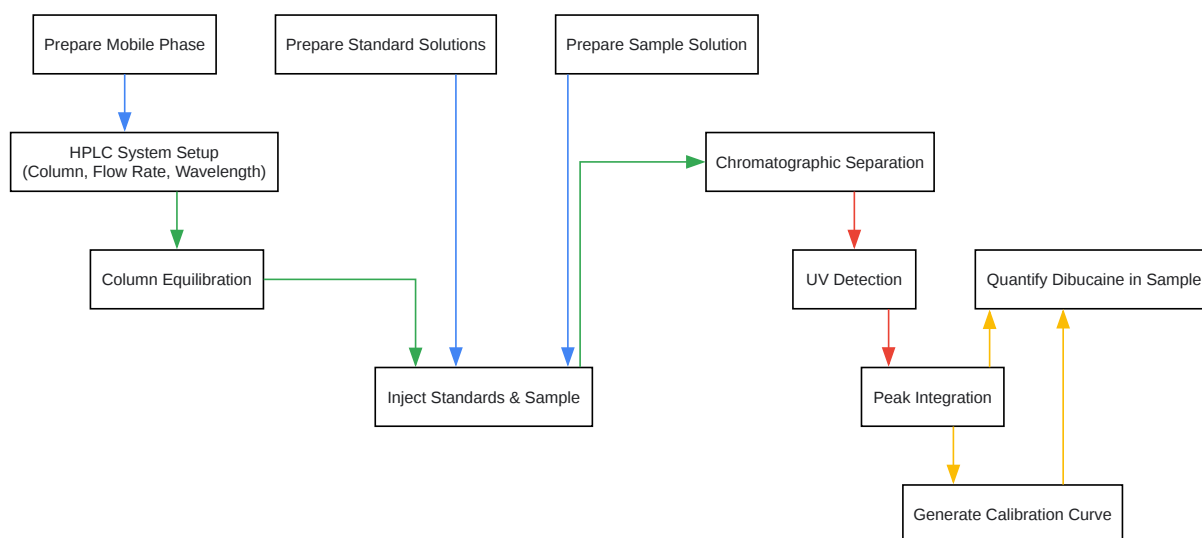 Prepare Mobile Phase
Prepare Standard Solutions
Prepare Sample Solution
HPLC System Setup
(Column, Flow Rate, Wavelength)
Chromatographic Separation
Column Equilibration
UV Detection
Quantify Dibucaine in Sample
Inject Standards & Sample
Peak Integration
Generate Calibration Curve